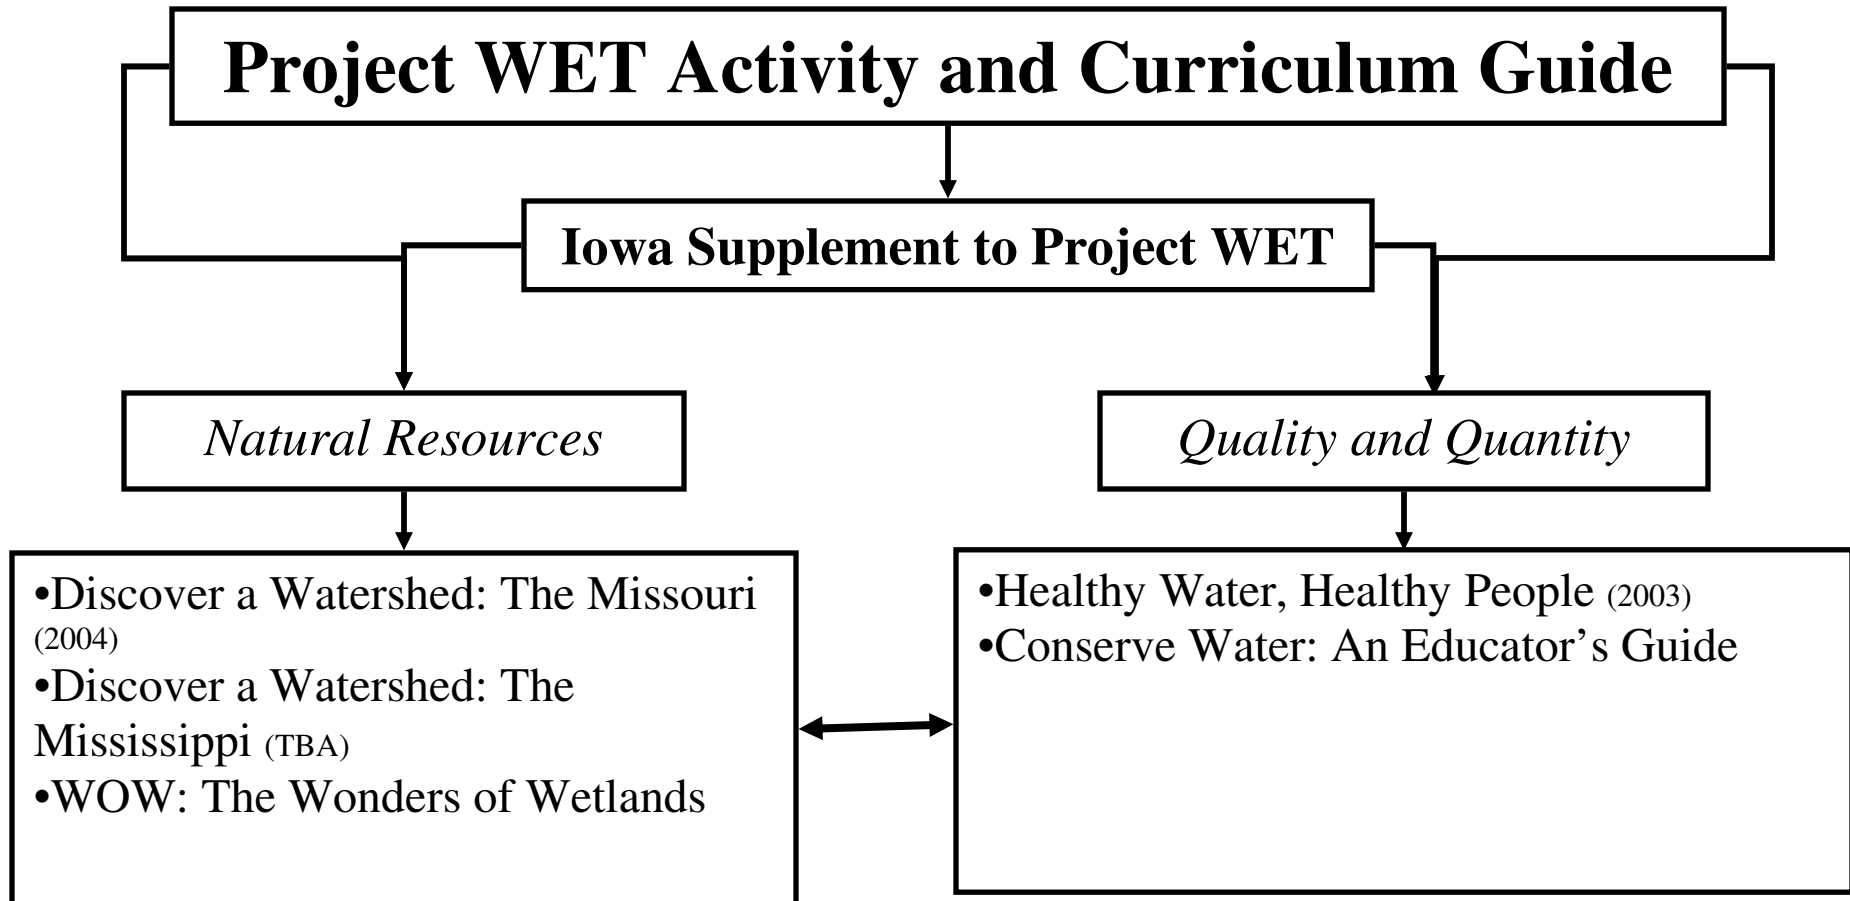 Project WET Activity and Curriculum Guide
Iowa Supplement to Project WET
Natural Resources
Quality and Quantity
•Discover a Watershed: The Missouri
(2004)
•Discover a Watershed: The
Mississippi (TBA)
•WOW: The Wonders of Wetlands
•Healthy Water, Healthy People (2003)
•Conserve Water: An Educator’s Guide